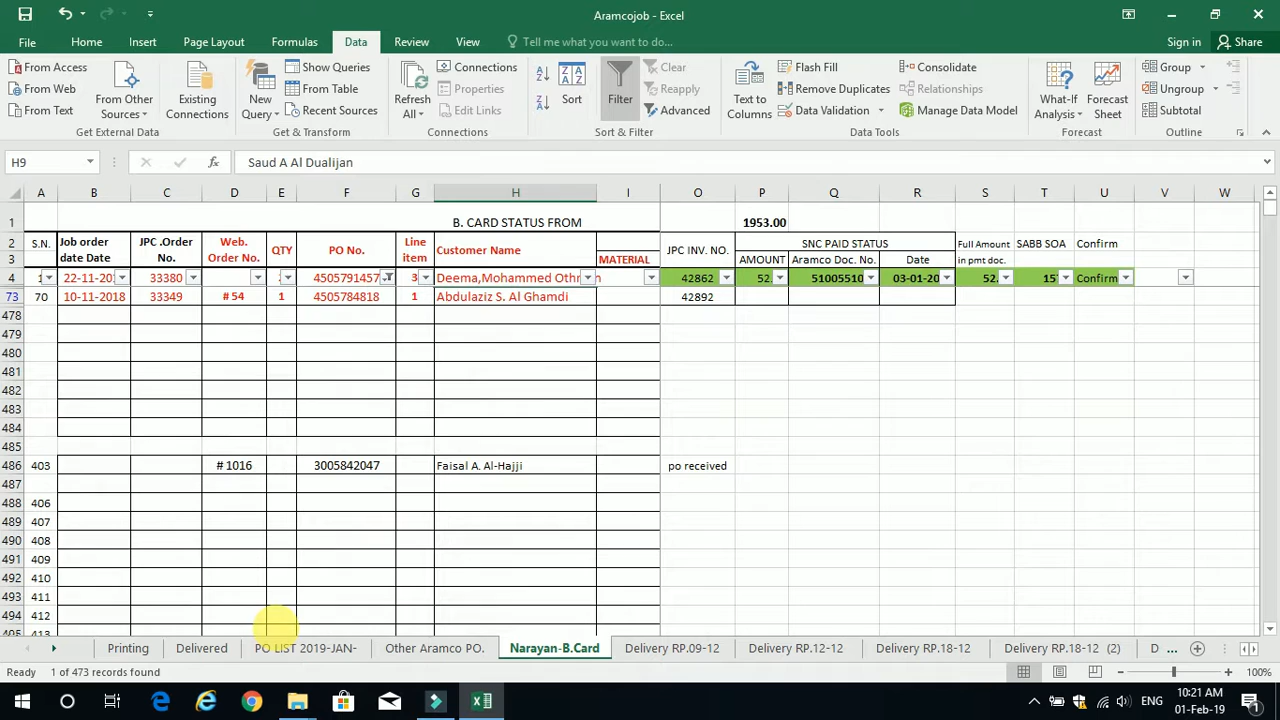 Aramcojob - Excel
File Home Insert Page Layout Formulas Data Review View Tell me what you want to do... Sign in Share
From Access
From Web
From Text
From Other Sources
Existing Connections
Get External Data
New Query
Show Queries
From Table
Recent Sources
Get & Transform
Refresh All
Connections
Properties
Edit Links
Connections
Sort
Filter
Clear
Reapply
Advanced
Sort & Filter
Text to Columns
Flash Fill
Remove Duplicates
Data Validation
Consolidate
Relationships
Manage Data Model
Data Tools
What-If Analysis
Forecast Sheet
Forecast
Group
Ungroup
Subtotal
Outline
H9 fx Saud A Al Dualijan
A B C D E F G H I O P Q R S T U V W
1 B. CARD STATUS FROM 1953.00
2 S.N. Job order date Date JPC .Order No. Web. Order No. QTY PO No. Line item Customer Name JPC INV. NO. SNC PAID STATUS Full Amount SABB SOA Confirm
3 MATERIAL AMOUNT Aramco Doc. No. Date in pmt doc.
4 1 22-11-201 33380 4505791457 3 Deema,Mohammed Othm n 42862 52. 51005510 03-01-20 52. 15 Confirm
73 70 10-11-2018 33349 # 54 1 4505784818 1 Abdulaziz S. Al Ghamdi 42892
478
479
480
481
482
483
484
485
486 403 # 1016 3005842047 Faisal A. Al-Hajji po received
487
488 406
489 407
490 408
491 409
492 410
493 411
494 412
495 413
Printing Delivered PO LIST 2019-JAN- Other Aramco PO. Narayan-B.Card Delivery RP.09-12 Delivery RP.12-12 Delivery RP.18-12 Delivery RP.18-12 (2) D ...
Ready 1 of 473 records found 100%
ENG 10:21 AM
01-Feb-19
1